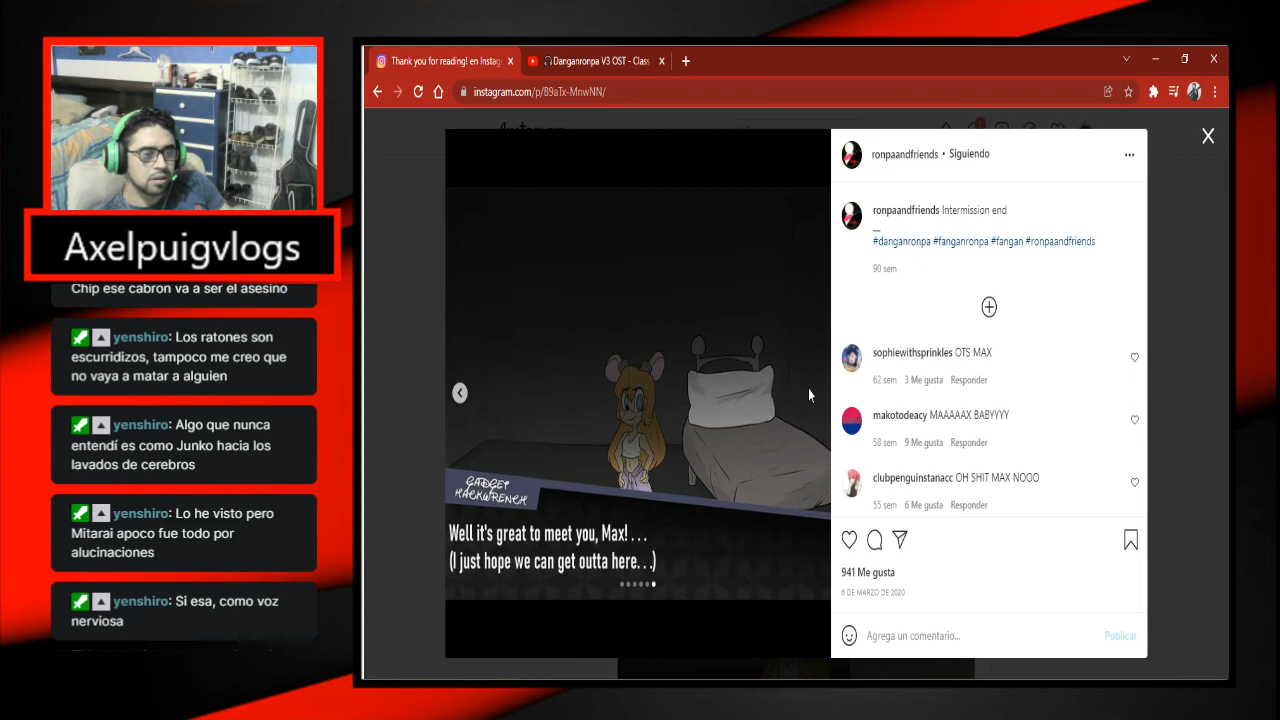 Axelpuigvlogs
Chip ese cabron va a ser el asesino
yenshiro: Los ratones son
escurridizos, tampoco me creo que
no vaya a matar a alguien
yenshiro: Algo que nunca
entendí es como Junko hacia los
lavados de cerebros
yenshiro: Lo he visto pero
Mitarai apoco fue todo por
alucinaciones
yenshiro: Si esa, como voz
nerviosa
Thank you for reading! en Instag
Danganronpa V3 OST - Class
instagram.com/p/B9aTx-MnwNN/
GADGET
HACKWRENCH
Well it's great to meet you, Max! . . .
(I just hope we can get outta here. . .)
ronpaandfriends • Siguiendo
ronpaandfriends Intermission end
__
#danganronpa #fanganronpa #fangan #ronpaandfriends
90 sem
sophiewithsprinkles OTS MAX
62 sem 3 Me gusta Responder
makotodeacy MAAAAAX BABYYYY
58 sem 9 Me gusta Responder
clubpenguinstanacc OH SHIT MAX NOOO
55 sem 6 Me gusta Responder
941 Me gusta
6 DE MARZO DE 2020
Agrega un comentario...
Publicar